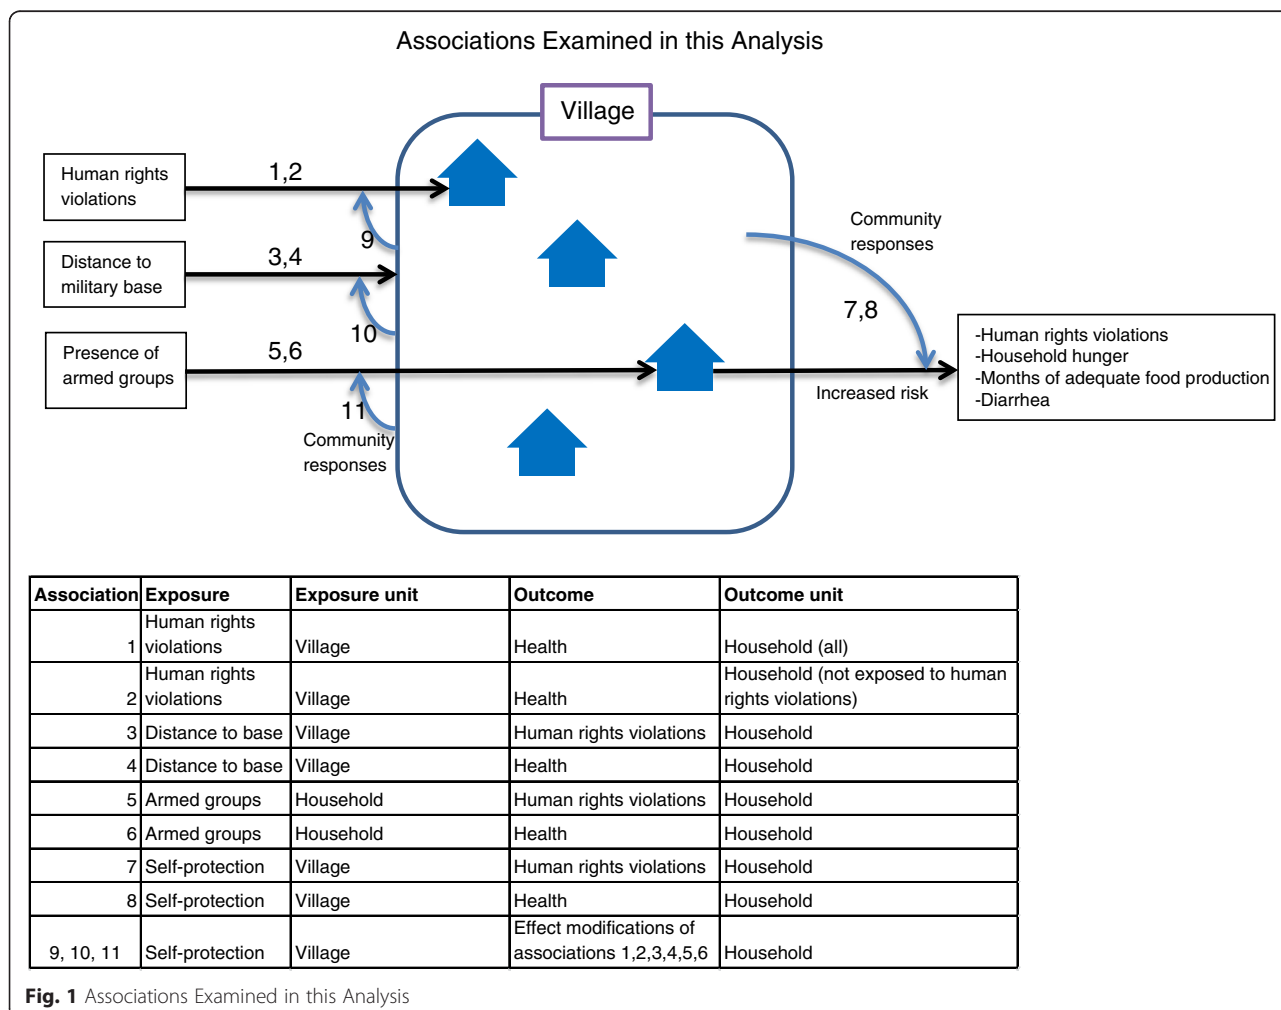 Associations Examined in this Analysis
Village
Human rights
violations
1,2
9
Distance to
military base
3,4
10
Presence of
armed groups
5,6
11
Community
responses
Community
responses
7,8
Increased risk
-Human rights violations
-Household hunger
-Months of adequate food production
-Diarrhea
Association Exposure Exposure unit Outcome Outcome unit
1 Human rights violations Village Health Household (all)
2 Human rights violations Village Health Household (not exposed to human rights violations)
3 Distance to base Village Human rights violations Household
4 Distance to base Village Health Household
5 Armed groups Household Human rights violations Household
6 Armed groups Household Health Household
7 Self-protection Village Human rights violations Household
8 Self-protection Village Health Household
9, 10, 11 Self-protection Village Effect modifications of associations 1,2,3,4,5,6 Household
Fig. 1 Associations Examined in this Analysis